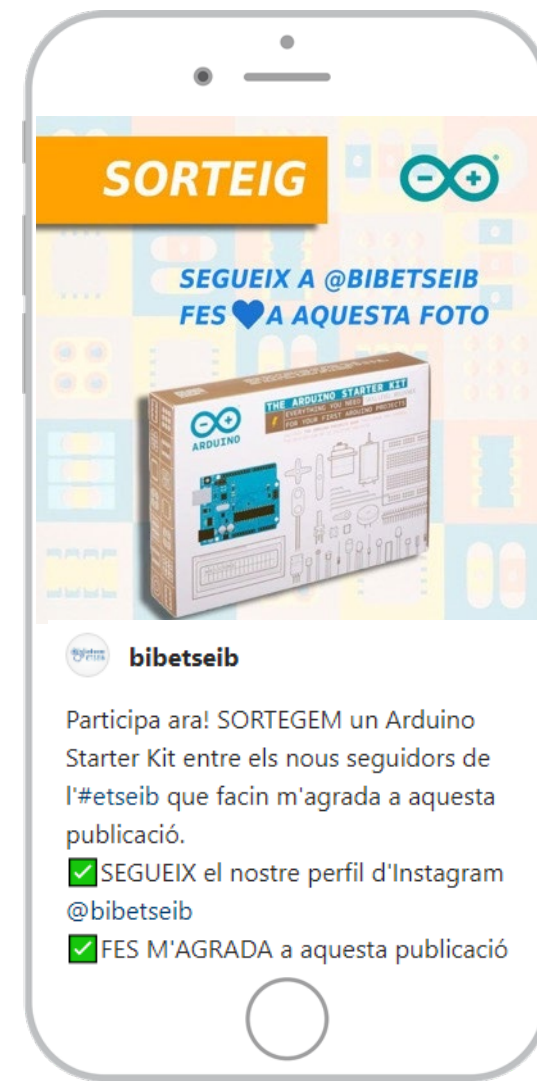 SORTEIG
SEGUEIX A @BIBETSEIB
FES A AQUESTA FOTO
THE ARDUINO STARTER KIT
EVERYTHING YOU NEED
FOR YOUR FIRST ARDUINO PROJECTS
ARDUINO
bibetseib
Participa ara! SORTEGEM un Arduino
Starter Kit entre els nous seguidors de
l'#etseib que facin m'agrada a aquesta
publicació.
✅SEGUEIX el nostre perfil d'Instagram
@bibetseib
✅FES M'AGRADA a aquesta publicació